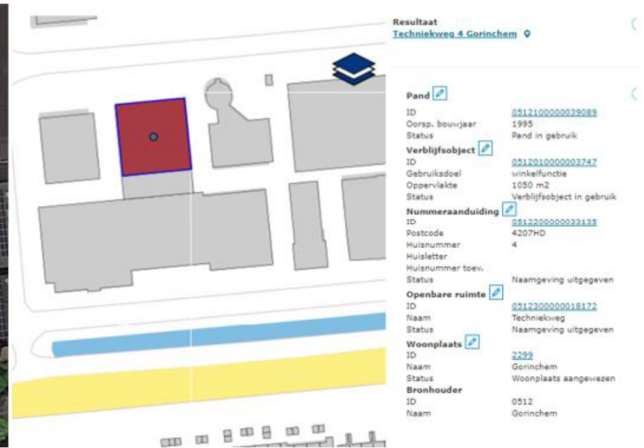 Resultaat
Techniekweg 4 Gorinchem
Pand
ID 0512100000039089
Oorsp. bouwjaar 1995
Status Pand in gebruik
Verblijfsobject
ID 0512010000003747
Gebruiksdoel winkelfunctie
Oppervlakte 1050 m2
Status Verblijfsobject in gebruik
Nummeraanduiding
ID 0512200000033135
Postcode 4207HD
Huisnummer 4
Huisletter
Huisnummer toev.
Status Naamgeving uitgegeven
Openbare ruimte
ID 0512300000018172
Naam Techniekweg
Status Naamgeving uitgegeven
Woonplaats
ID 2299
Naam Gorinchem
Status Woonplaats aangewezen
Bronhouder
ID 0512
Naam Gorinchem